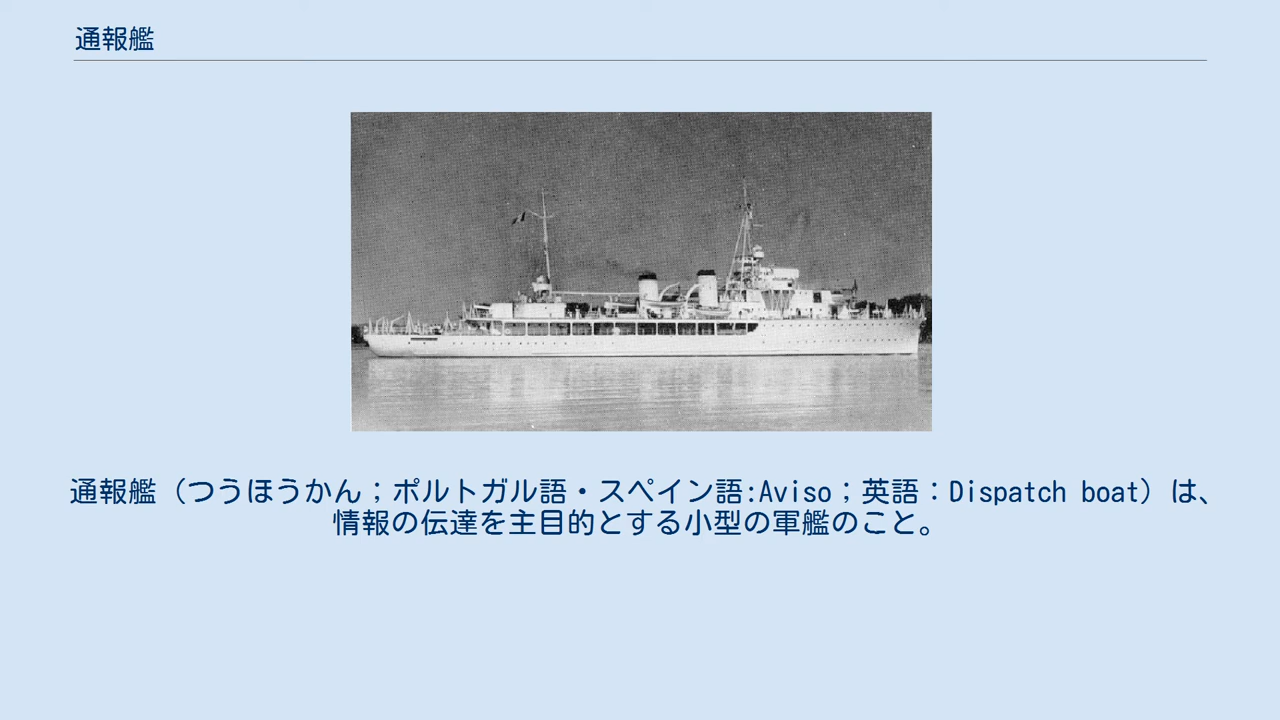 通報艦
通報艦（つうほうかん；ポルトガル語・スペイン語:Aviso；英語：Dispatch boat）は、
情報の伝達を主目的とする小型の軍艦のこと。